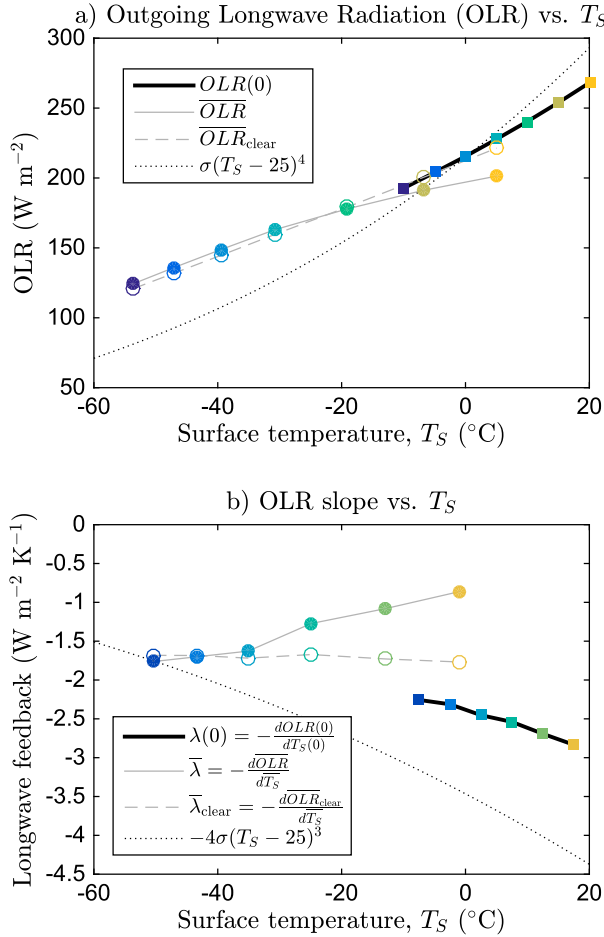 a) Outgoing Longwave Radiation (OLR) vs. T_S
300
250
200
150
100
50
OLR (W m⁻²)
OLR(0)
\overline{OLR}
\overline{OLR}_clear
σ(T_S − 25)⁴
-60 -40 -20 0 20
Surface temperature, T_S (°C)
b) OLR slope vs. T_S
0
-0.5
-1
-1.5
-2
-2.5
-3
-3.5
-4
-4.5
Longwave feedback (W m⁻² K⁻¹)
λ(0) = −\frac{dOLR(0)}{dT_S(0)}
\overline{λ} = −\frac{d\overline{OLR}}{d\overline{T_S}}
\overline{λ}_clear = −\frac{d\overline{OLR}_clear}{d\overline{T_S}}
−4σ(T_S − 25)³
-60 -40 -20 0 20
Surface temperature, T_S (°C)